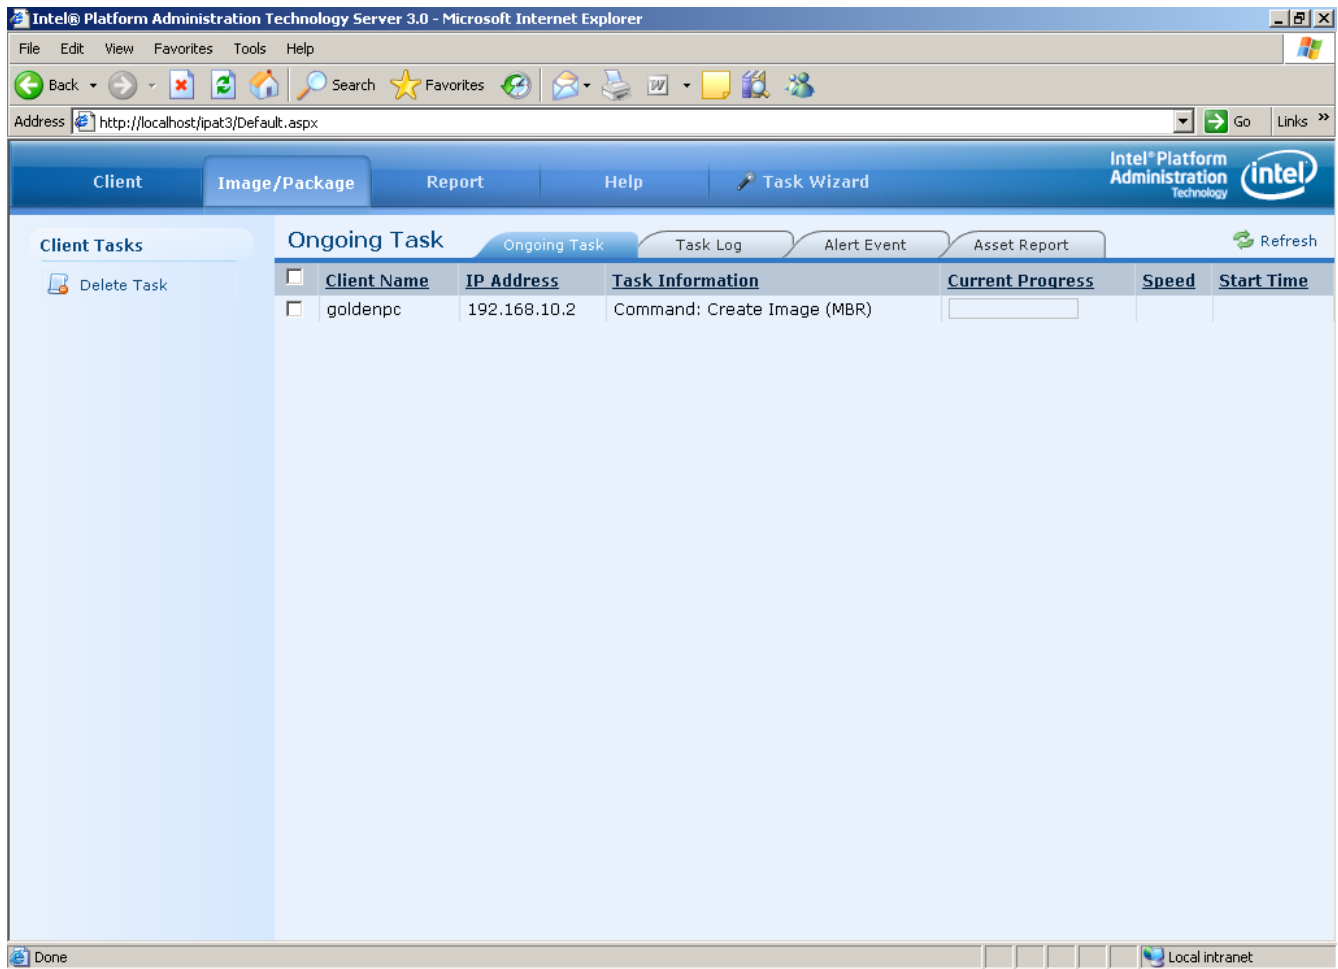 Intel® Platform Administration Technology Server 3.0 - Microsoft Internet Explorer
File Edit View Favorites Tools Help
Back Search Favorites
Address http://localhost/ipat3/Default.aspx Go Links »
Client Image/Package Report Help Task Wizard
Intel® Platform
Administration
Technology
intel
Client Tasks
Delete Task
Ongoing Task Ongoing Task Task Log Alert Event Asset Report Refresh
Client Name IP Address Task Information Current Progress Speed Start Time
goldenpc 192.168.10.2 Command: Create Image (MBR)
Done Local intranet